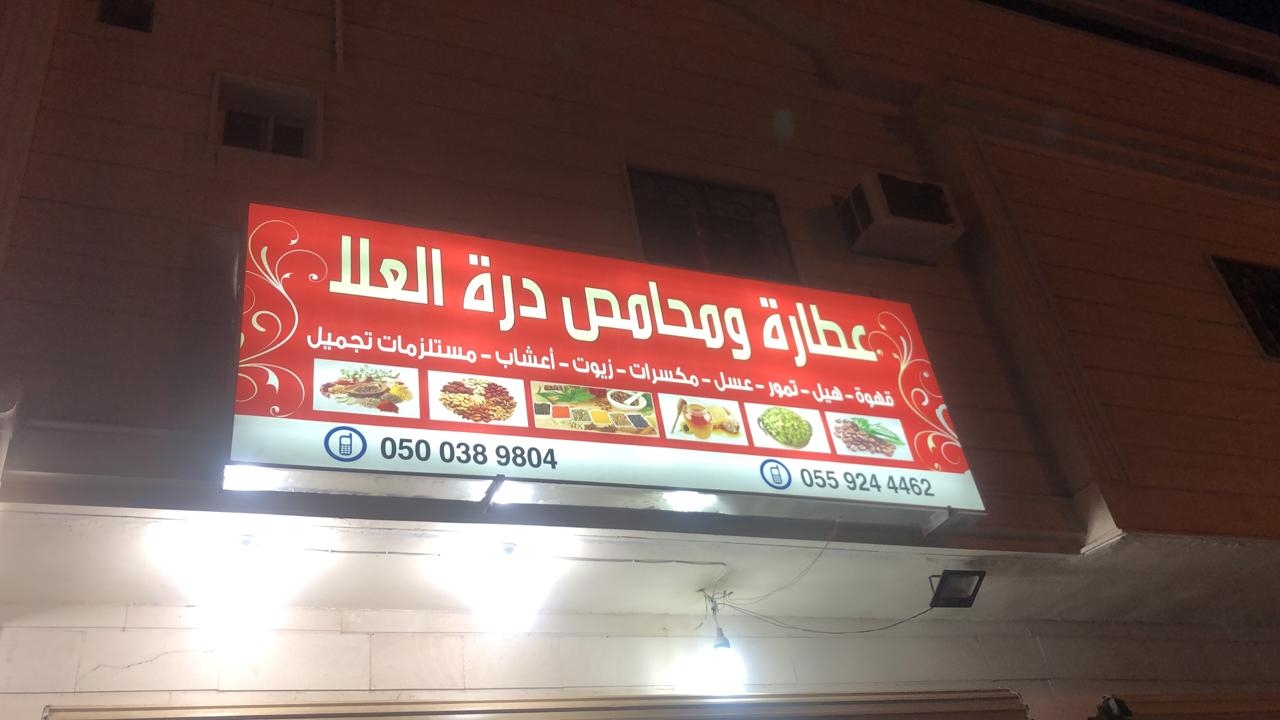 عطارة ومحامص درة العلا
قهوة - هيل - تمور - عسل - مكسرات - زيوت - أعشاب - مستلزمات تجميل
050 038 9804
055 924 4462